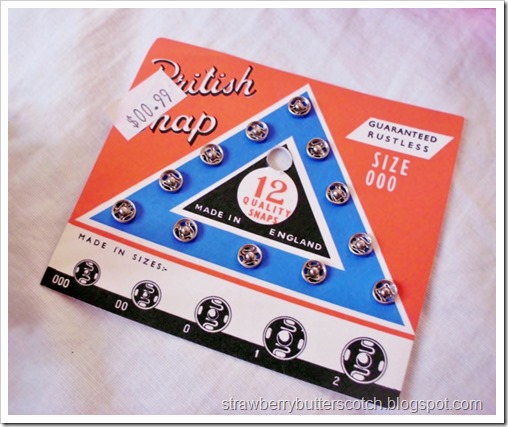 British
Snap
$00.99
GUARANTEED
RUSTLESS
SIZE
000
12
QUALITY
SNAPS
MADE IN ENGLAND
MADE IN SIZES:-
000 00 0 1 2
strawberrybutterscotch.blogspot.com